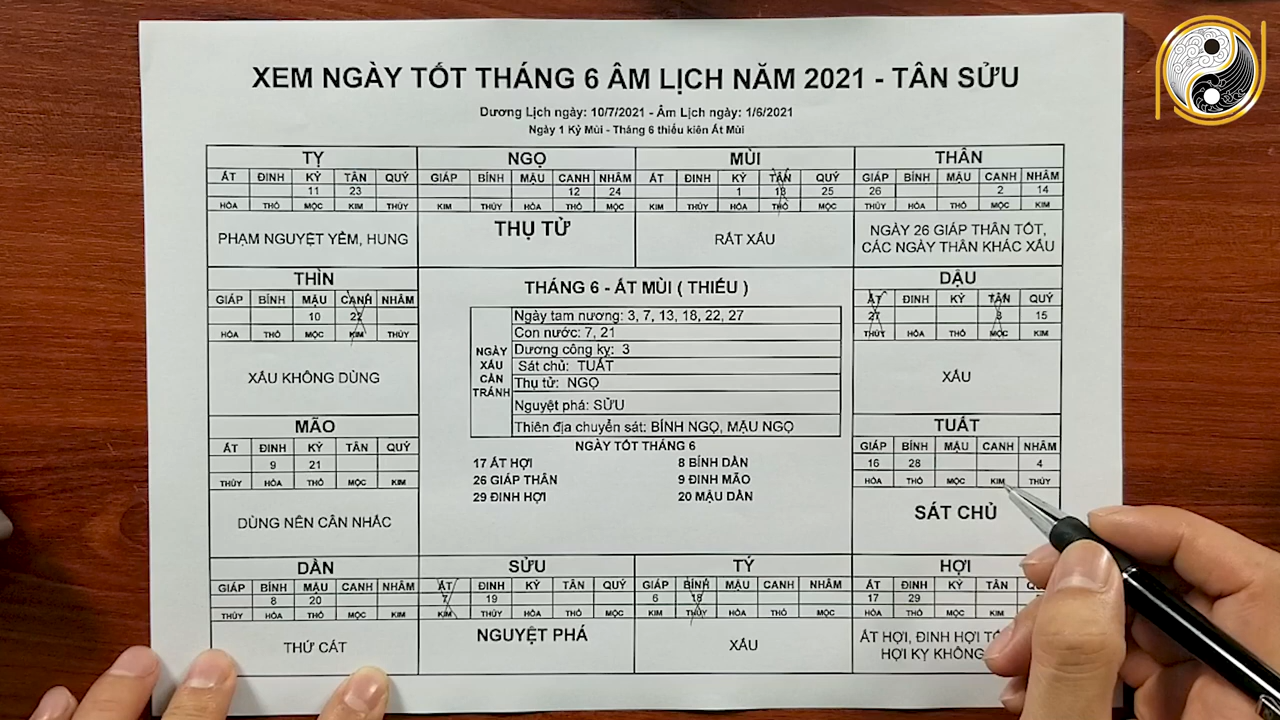 XEM NGÀY TỐT THÁNG 6 ÂM LỊCH NĂM 2021 - TÂN SỬU
Dương Lịch ngày: 10/7/2021 - Âm Lịch ngày: 1/6/2021
Ngày 1 Kỷ Mùi - Tháng 6 thiếu kiên Ất Mùi
TỴ
ẤT ĐINH KỶ TÂN QUÝ
11 23
HỎA THỔ MỘC KIM THỦY
PHẠM NGUYỆT YỂM, HUNG
NGỌ
GIÁP BÍNH MẬU CANH NHÂM
12 24
KIM THỦY HỎA THỔ MỘC
THỤ TỬ
MÙI
ẤT ĐINH KỶ TÂN QUÝ
1 13 25
KIM THỦY HỎA THỔ MỘC
RẤT XẤU
THÂN
GIÁP BÍNH MẬU CANH NHÂM
26 2 14
THỦY HỎA THỔ MỘC KIM
NGÀY 26 GIÁP THÂN TỐT,
CÁC NGÀY THÂN KHÁC XẤU
THÌN
GIÁP BÍNH MẬU CANH NHÂM
10 22
HỎA THỔ MỘC KIM THỦY
XẤU KHÔNG DÙNG
THÁNG 6 - ẤT MÙI ( THIẾU )
NGÀY
XẤU
CẦN
TRÁNH
Ngày tam nương: 3, 7, 13, 18, 22, 27
Con nước: 7, 21
Dương công kỵ: 3
Sát chủ: TUẤT
Thụ tử: NGỌ
Nguyệt phá: SỬU
Thiên địa chuyển sát: BÍNH NGỌ, MẬU NGỌ
NGÀY TỐT THÁNG 6
17 ẤT HỢI 8 BÍNH DẦN
26 GIÁP THÂN 9 ĐINH MÃO
29 ĐINH HỢI 20 MẬU DẦN
DẬU
ẤT ĐINH KỶ TÂN QUÝ
27 3 15
THỦY HỎA THỔ MỘC KIM
XẤU
MÃO
ẤT ĐINH KỶ TÂN QUÝ
9 21
THỦY HỎA THỔ MỘC KIM
DÙNG NÊN CÂN NHẮC
TUẤT
GIÁP BÍNH MẬU CANH NHÂM
16 28 4
HỎA THỔ MỘC KIM THỦY
SÁT CHỦ
DẦN
GIÁP BÍNH MẬU CANH NHÂM
8 20
THỦY HỎA THỔ MỘC KIM
THỨ CÁT
SỬU
ẤT ĐINH KỶ TÂN QUÝ
7 19
KIM THỦY HỎA THỔ MỘC
NGUYỆT PHÁ
TÝ
GIÁP BÍNH MẬU CANH NHÂM
6 18
KIM THỦY HỎA THỔ MỘC
XẤU
HỢI
ẤT ĐINH KỶ TÂN
17 29
HỎA THỔ MỘC KIM
ẤT HỢI, ĐINH HỢI
HỢI KỴ KHÔNG